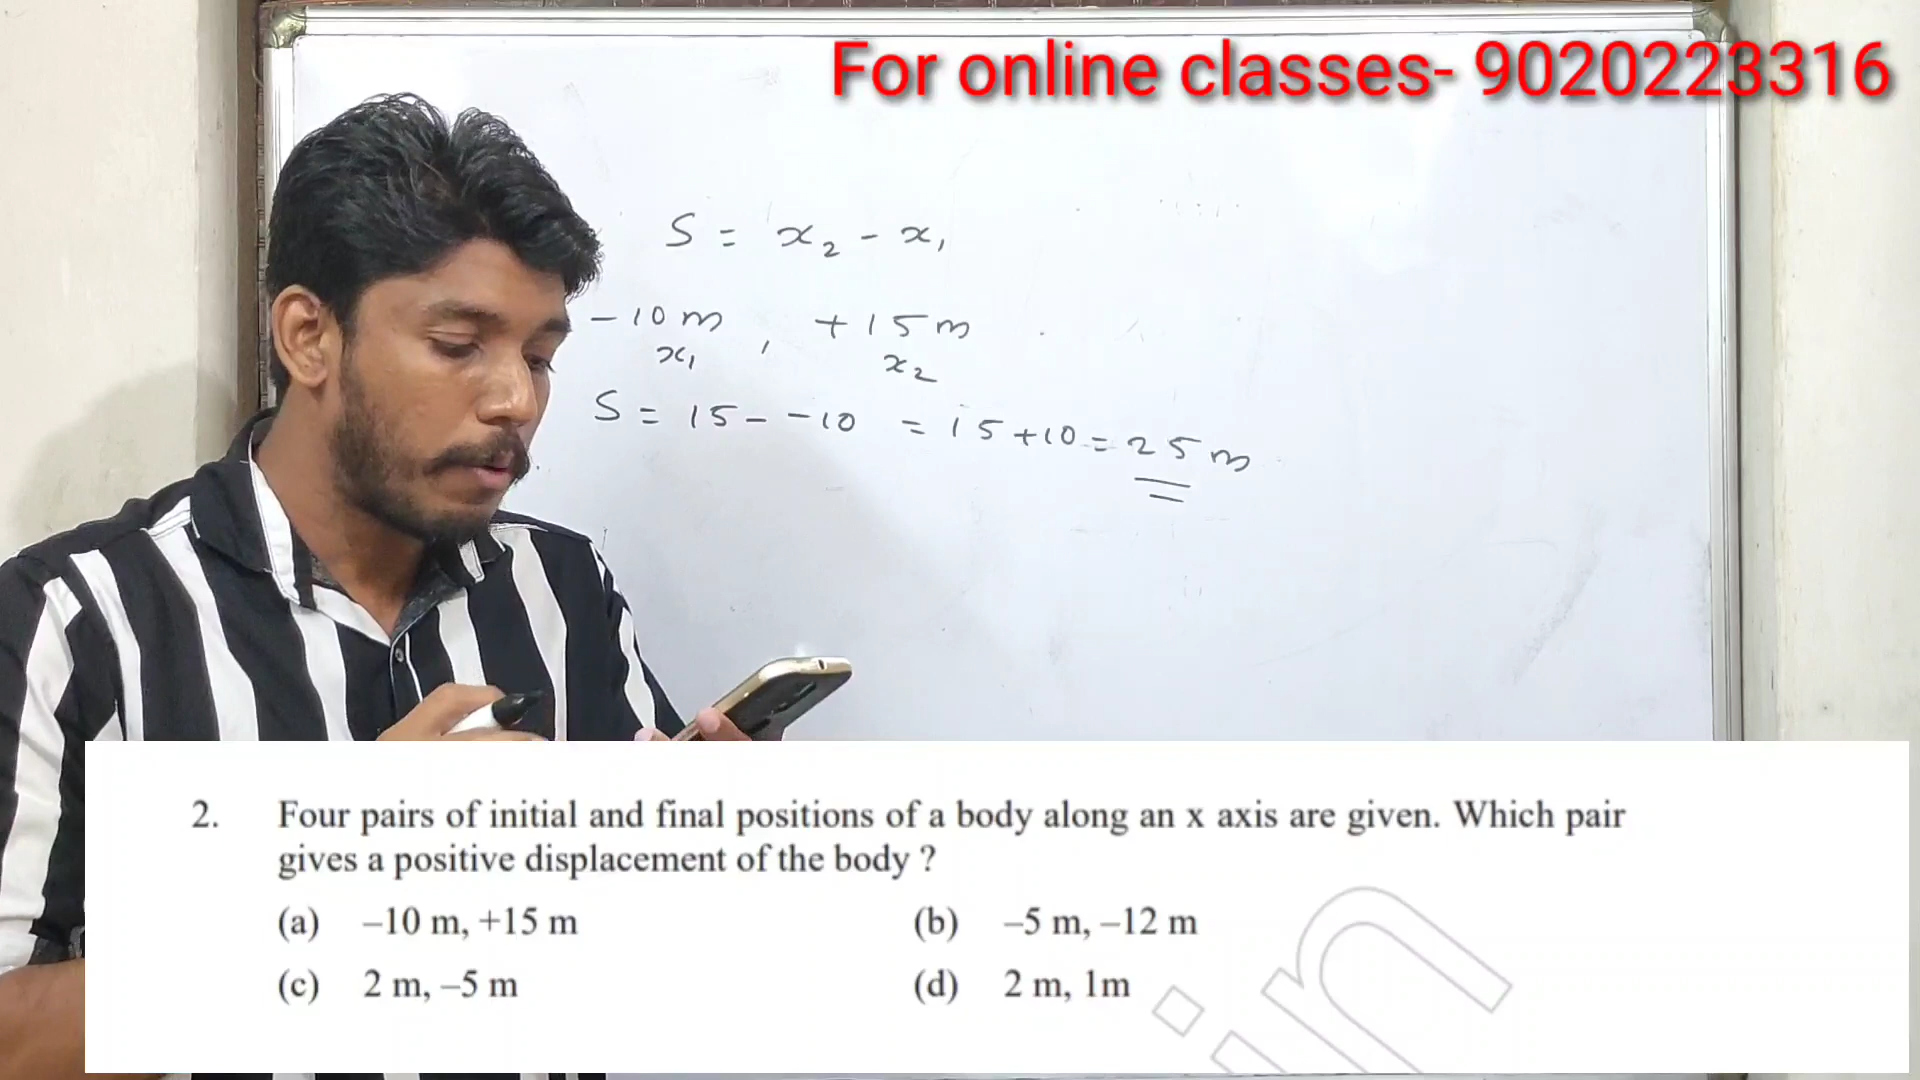 For online classes- 9020223316
S = x₂ - x₁
-10 m , +15 m
x₁ x₂
S = 15 - -10 = 15+10 = 25 m
2. Four pairs of initial and final positions of a body along an x axis are given. Which pair
gives a positive displacement of the body ?
(a) –10 m, +15 m (b) –5 m, –12 m
(c) 2 m, –5 m (d) 2 m, 1m
in